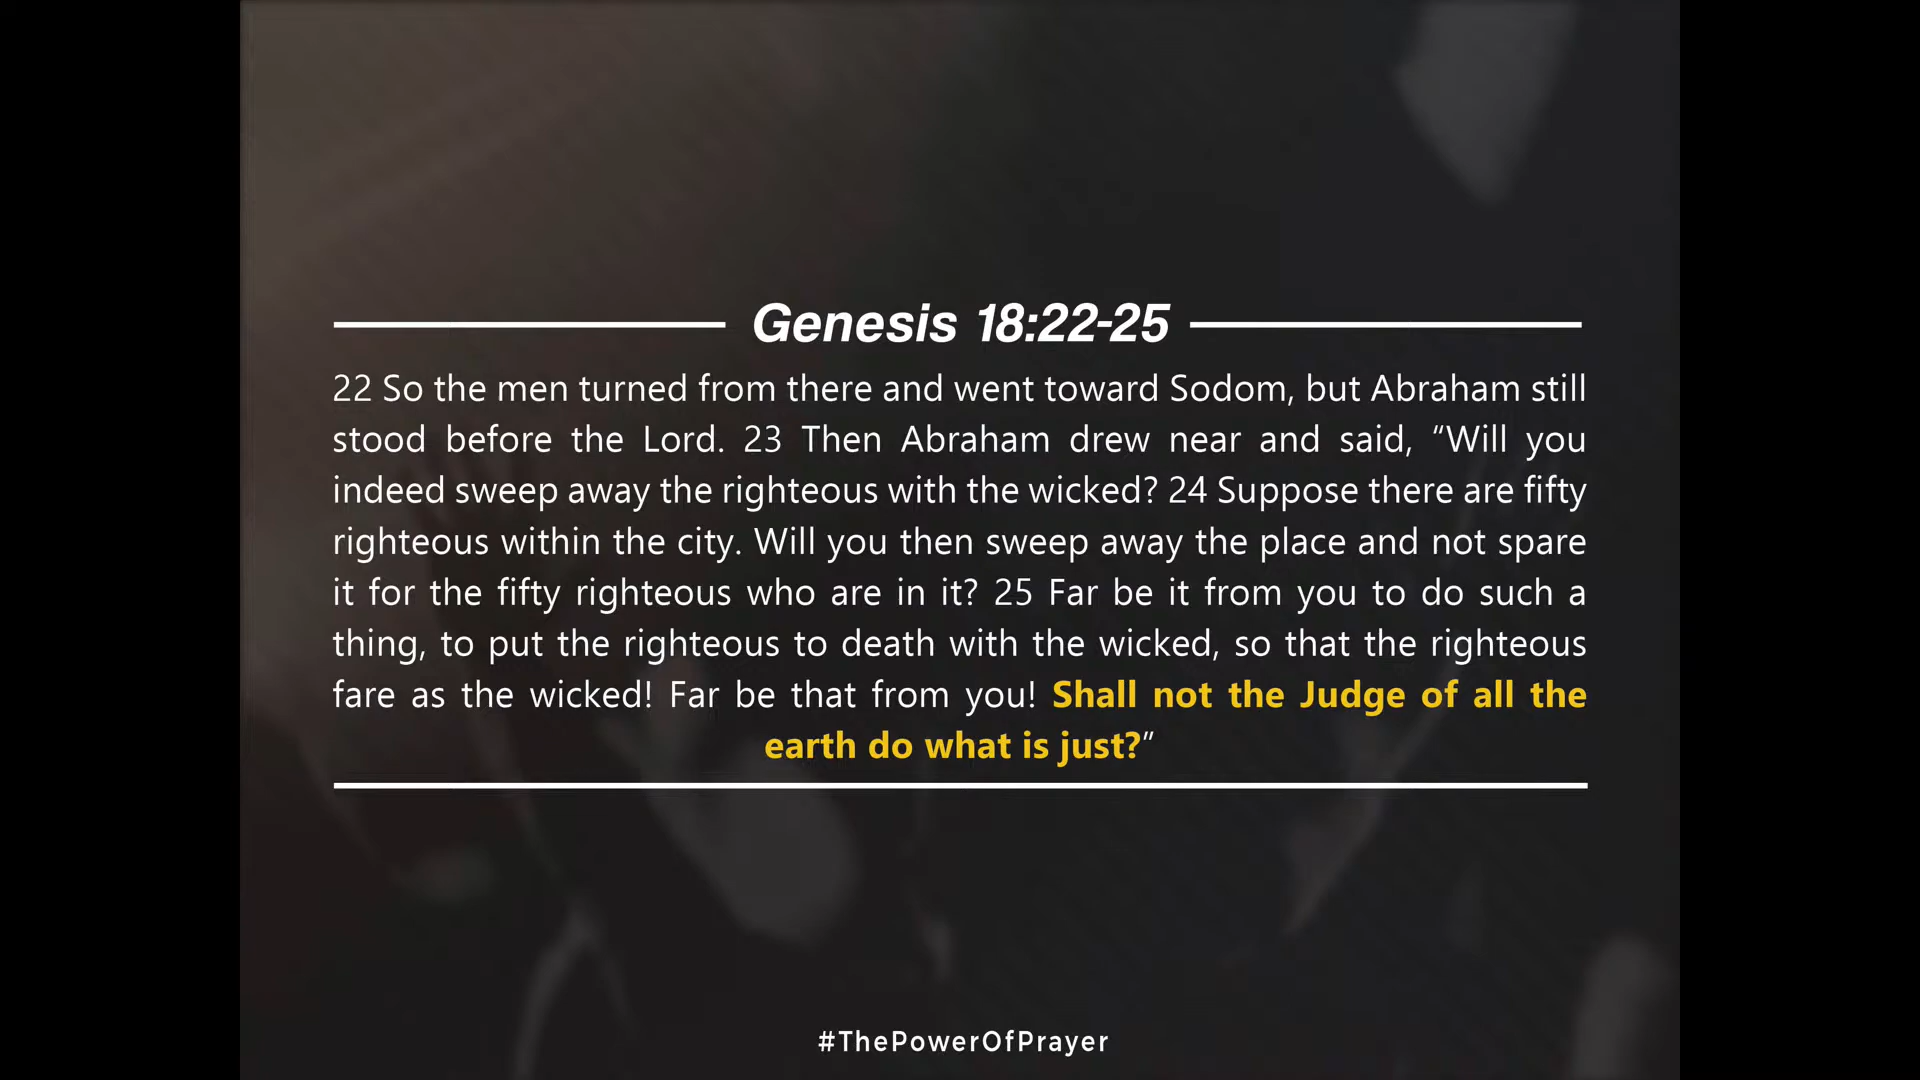 Genesis 18:22-25
22 So the men turned from there and went toward Sodom, but Abraham still
stood before the Lord. 23 Then Abraham drew near and said, “Will you
indeed sweep away the righteous with the wicked? 24 Suppose there are fifty
righteous within the city. Will you then sweep away the place and not spare
it for the fifty righteous who are in it? 25 Far be it from you to do such a
thing, to put the righteous to death with the wicked, so that the righteous
fare as the wicked! Far be that from you! Shall not the Judge of all the
earth do what is just?”
#ThePowerOfPrayer